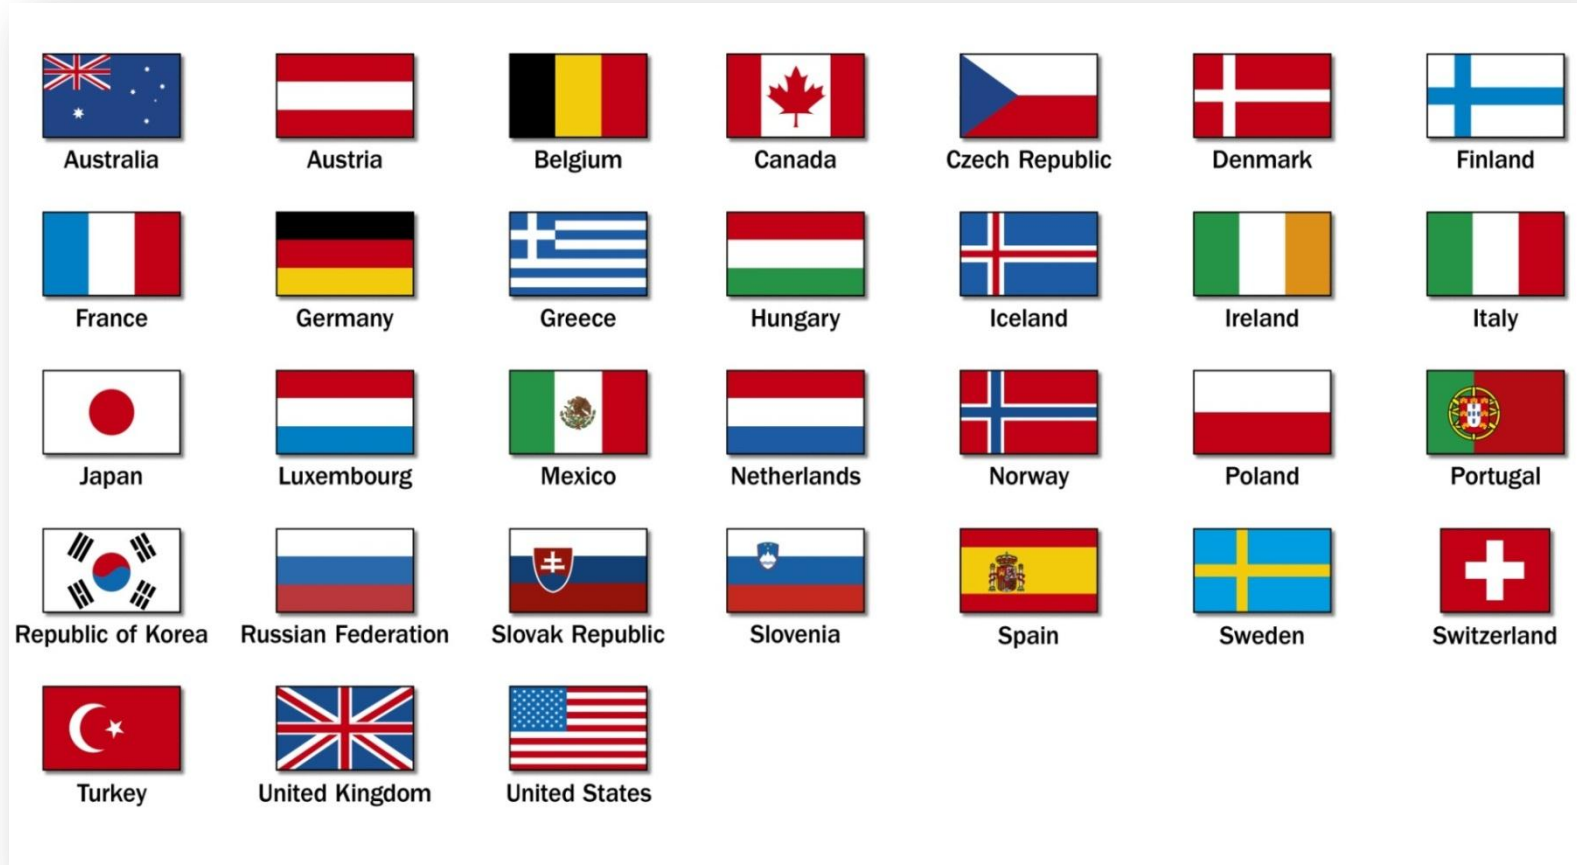 Australia
Austria
Belgium
Canada
Czech Republic
Denmark
Finland
France
Germany
Greece
Hungary
Iceland
Ireland
Italy
Japan
Luxembourg
Mexico
Netherlands
Norway
Poland
Portugal
Republic of Korea
Russian Federation
Slovak Republic
Slovenia
Spain
Sweden
Switzerland
Turkey
United Kingdom
United States